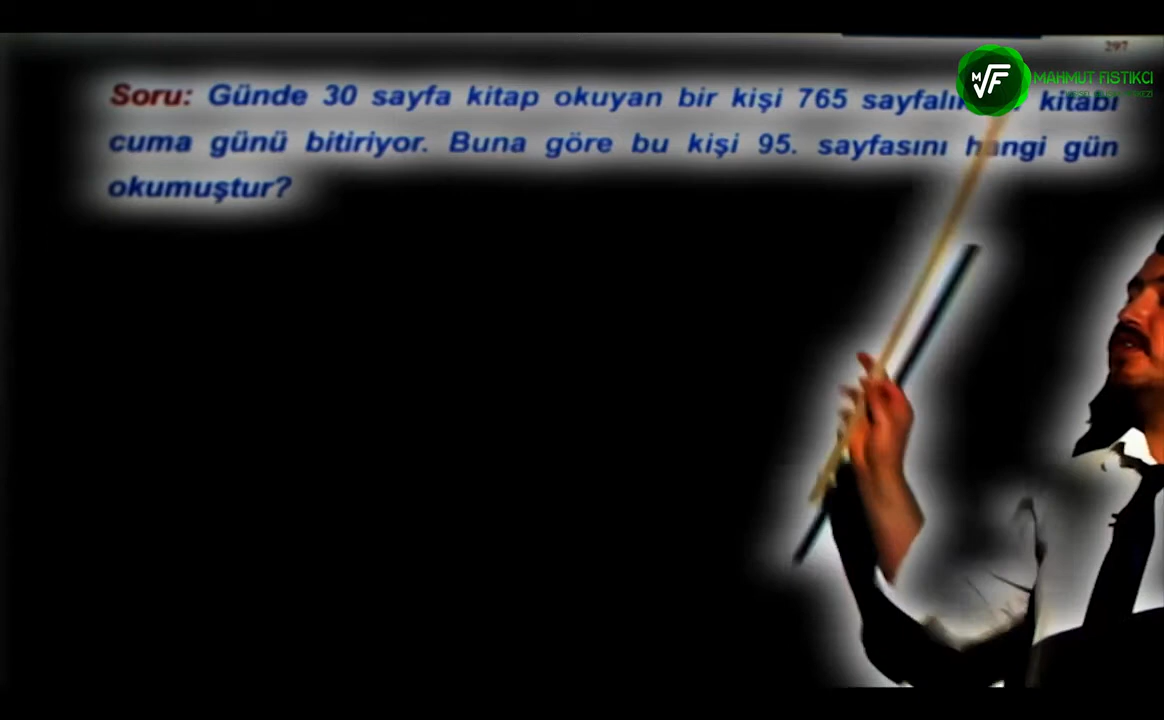 297
MAHMUT FISTIKCI
Soru: Günde 30 sayfa kitap okuyan bir kişi 765 kitabı
cuma günü bitiriyor. Buna göre bu kişi 95. sayfasını hangi gün
okumuştur?